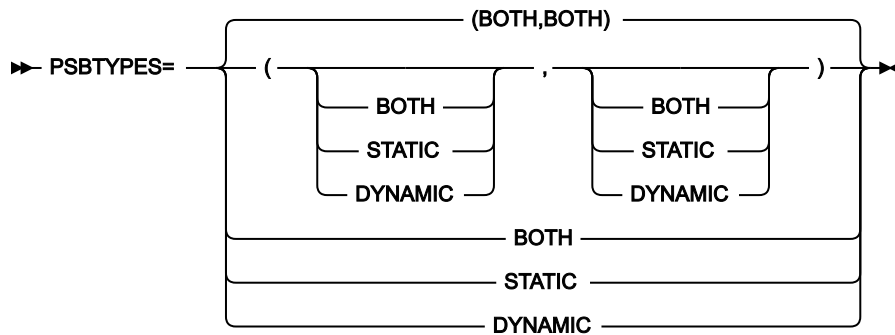 (BOTH,BOTH)
PSBTYPES= ( , )
BOTH BOTH
STATIC STATIC
DYNAMIC DYNAMIC
BOTH
STATIC
DYNAMIC